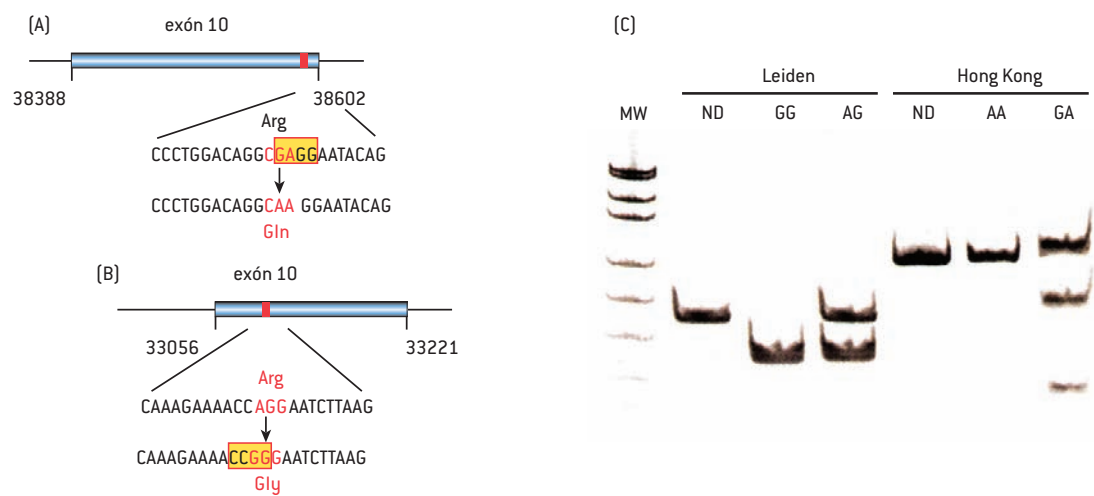 (A)
exón 10
38388 38602
Arg
CCCTGGACAGGCGAGGAATACAG
CCCTGGACAGGCAA GGAATACAG
Gln
(B)
exón 10
33056 33221
Arg
CAAAGAAAACCAGGAATCTTAAG
CAAAGAAAACCGGGAATCTTAAG
Gly
(C)
Leiden Hong Kong
MW ND GG AG ND AA GA